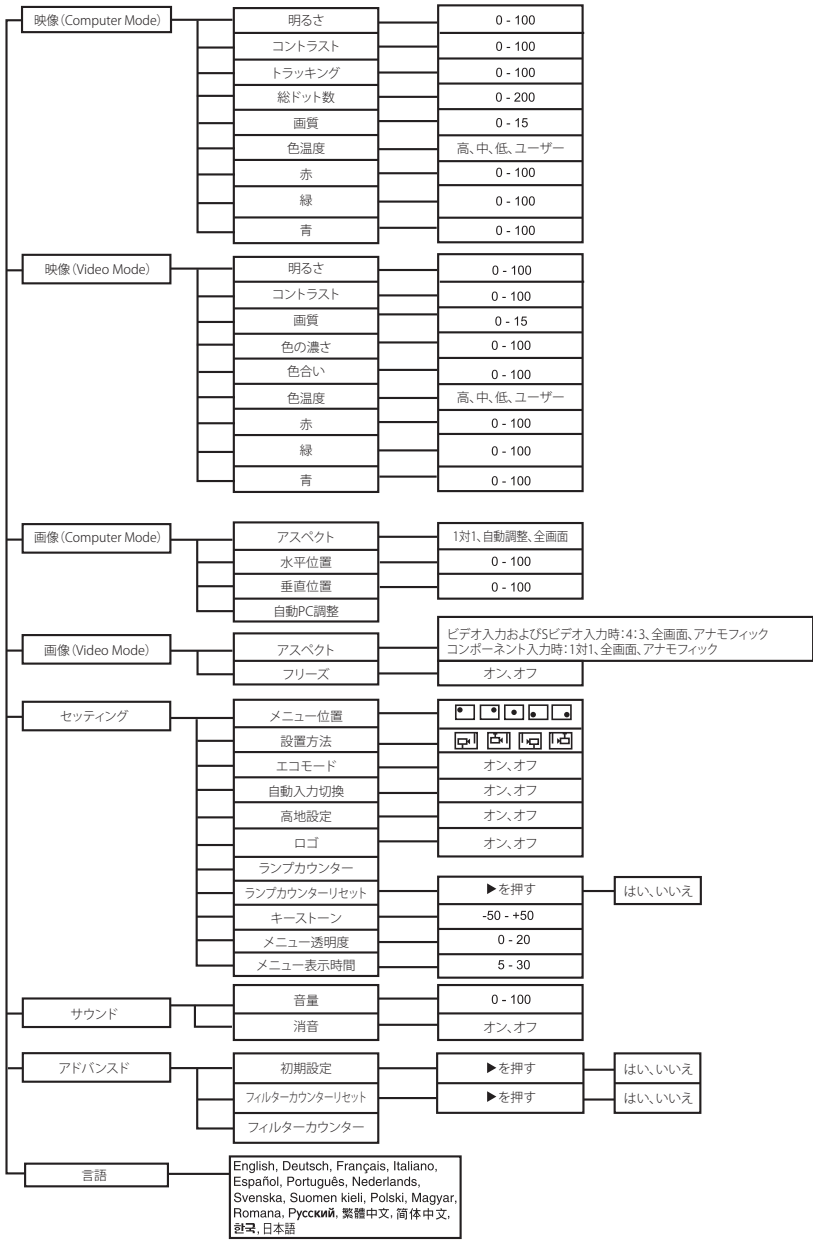 映像(Computer Mode)
明るさ
0 - 100
コントラスト
0 - 100
トラッキング
0 - 100
総ドット数
0 - 200
画質
0 - 15
色温度
高、中、低、ユーザー
赤
0 - 100
緑
0 - 100
青
0 - 100
映像(Video Mode)
明るさ
0 - 100
コントラスト
0 - 100
画質
0 - 15
色の濃さ
0 - 100
色合い
0 - 100
色温度
高、中、低、ユーザー
赤
0 - 100
緑
0 - 100
青
0 - 100
画像(Computer Mode)
アスペクト
1対1、自動調整、全画面
水平位置
0 - 100
垂直位置
0 - 100
自動PC調整
画像(Video Mode)
アスペクト
ビデオ入力およびSビデオ入力時:4:3、全画面、アナモフィック
コンポーネント入力時:1対1、全画面、アナモフィック
フリーズ
オン、オフ
セッティング
メニュー位置
設置方法
エコモード
オン、オフ
自動入力切換
オン、オフ
高地設定
オン、オフ
ロゴ
オン、オフ
ランプカウンター
ランプカウンターリセット
▶を押す
はい、いいえ
キーストーン
-50 - +50
メニュー透明度
0 - 20
メニュー表示時間
5 - 30
サウンド
音量
0 - 100
消音
オン、オフ
アドバンスド
初期設定
▶を押す
はい、いいえ
フィルターカウンターリセット
▶を押す
はい、いいえ
フィルターカウンター
言語
English, Deutsch, Français, Italiano,
Español, Português, Nederlands,
Svenska, Suomen kieli, Polski, Magyar,
Romana, Русский, 繁體中文, 简体中文,
한국, 日本語